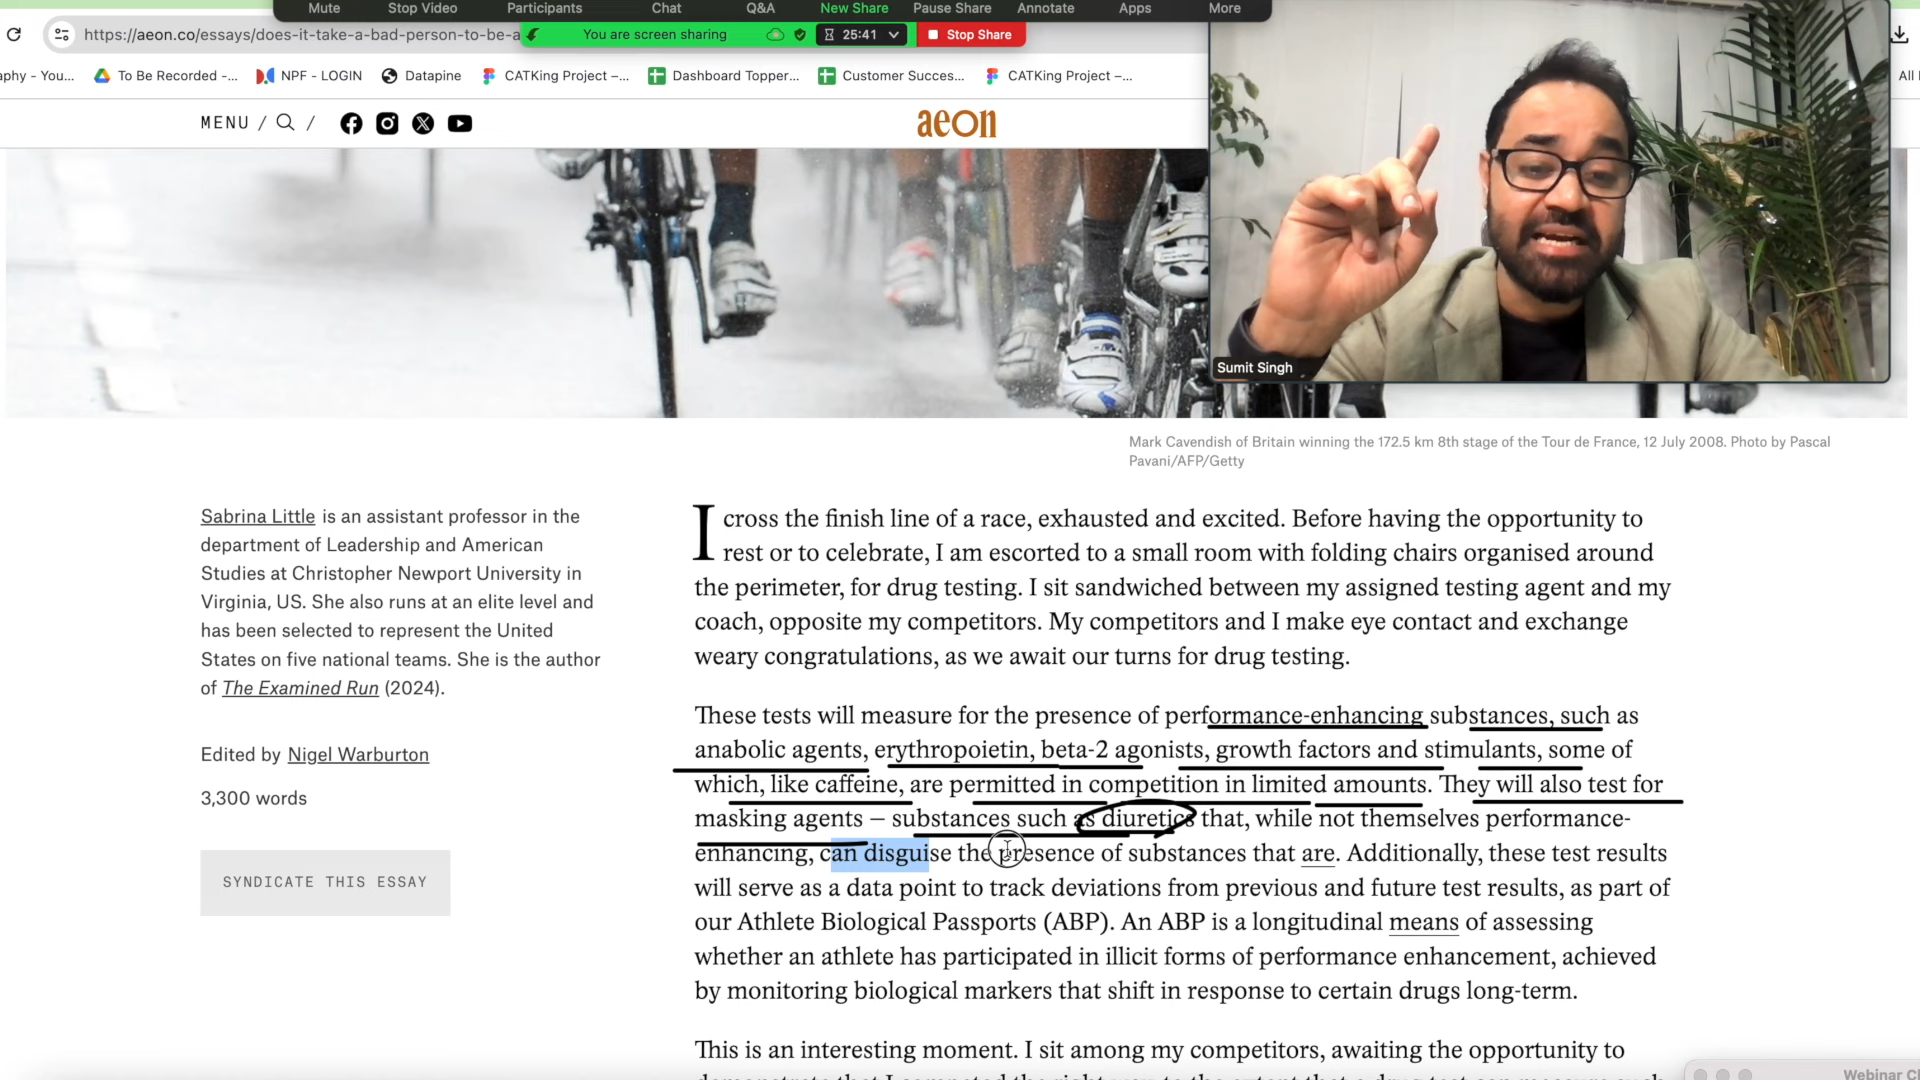 Mute Stop Video Participants Chat Q&A New Share Pause Share Annotate Apps More
https://aeon.co/essays/does-it-take-a-bad-person-to-be-a
You are screen sharing 25:41 Stop Share
aphy - You... To Be Recorded -... NPF - LOGIN Datapine CATKing Project –... Dashboard Topper... Customer Succes... CATKing Project –... All
MENU / /
aeon
Sumit Singh
Mark Cavendish of Britain winning the 172.5 km 8th stage of the Tour de France, 12 July 2008. Photo by Pascal
Pavani/AFP/Getty
Sabrina Little is an assistant professor in the
department of Leadership and American
Studies at Christopher Newport University in
Virginia, US. She also runs at an elite level and
has been selected to represent the United
States on five national teams. She is the author
of The Examined Run (2024).
Edited by Nigel Warburton
3,300 words
SYNDICATE THIS ESSAY
I cross the finish line of a race, exhausted and excited. Before having the opportunity to
rest or to celebrate, I am escorted to a small room with folding chairs organised around
the perimeter, for drug testing. I sit sandwiched between my assigned testing agent and my
coach, opposite my competitors. My competitors and I make eye contact and exchange
weary congratulations, as we await our turns for drug testing.
These tests will measure for the presence of performance-enhancing substances, such as
anabolic agents, erythropoietin, beta-2 agonists, growth factors and stimulants, some of
which, like caffeine, are permitted in competition in limited amounts. They will also test for
masking agents – substances such as diuretics that, while not themselves performance-
enhancing, can disguise the presence of substances that are. Additionally, these test results
will serve as a data point to track deviations from previous and future test results, as part of
our Athlete Biological Passports (ABP). An ABP is a longitudinal means of assessing
whether an athlete has participated in illicit forms of performance enhancement, achieved
by monitoring biological markers that shift in response to certain drugs long-term.
This is an interesting moment. I sit among my competitors, awaiting the opportunity to
Webinar